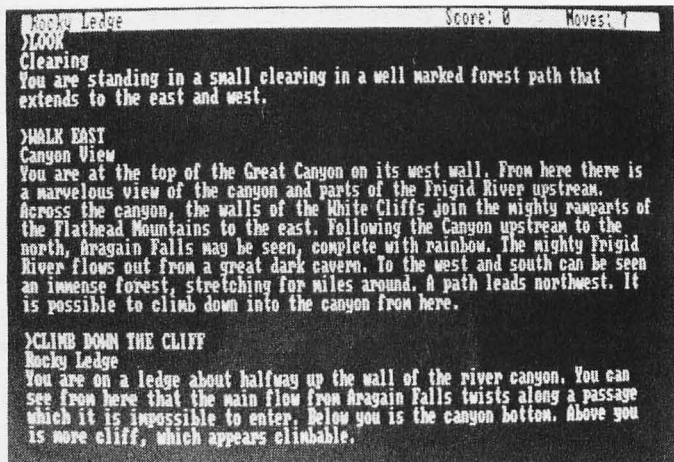 Rocky Ledge Score: 0 Moves: 7
>LOOK
Clearing
You are standing in a small clearing in a well marked forest path that
extends to the east and west.
>WALK EAST
Canyon View
You are at the top of the Great Canyon on its west wall. From here there is
a marvelous view of the canyon and parts of the Frigid River upstream.
Across the canyon, the walls of the White Cliffs join the mighty ramparts of
the Flathead Mountains to the east. Following the Canyon upstream to the
north, Aragain Falls may be seen, complete with rainbow. The mighty Frigid
River flows out from a great dark cavern. To the west and south can be seen
an immense forest, stretching for miles around. A path leads northwest. It
is possible to climb down into the canyon from here.
>CLIMB DOWN THE CLIFF
Rocky Ledge
You are on a ledge about halfway up the wall of the river canyon. You can
see from here that the main flow from Aragain Falls twists along a passage
which it is impossible to enter. Below you is the canyon bottom. Above you
is more cliff, which appears climbable.